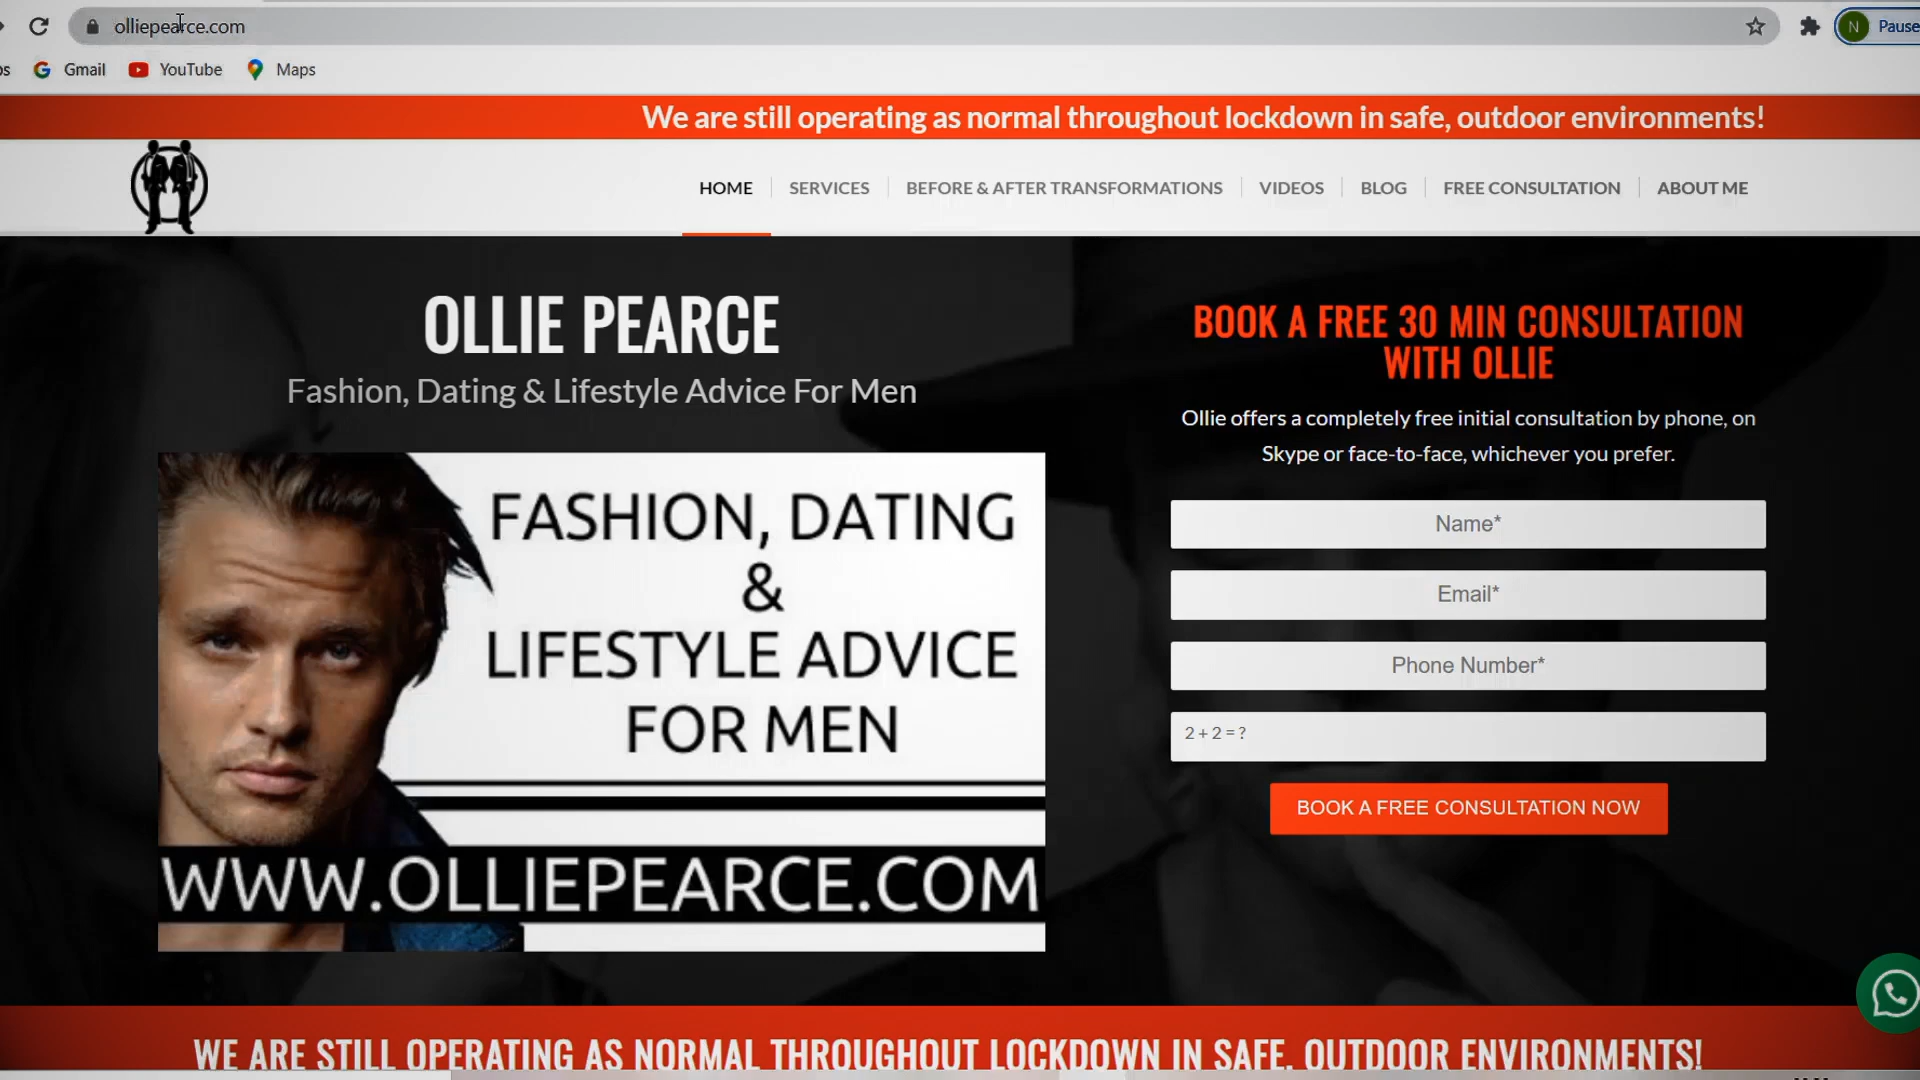 olliepearce.com
Gmail YouTube Maps
Pause
N
We are still operating as normal throughout lockdown in safe, outdoor environments!
HOME SERVICES BEFORE & AFTER TRANSFORMATIONS VIDEOS BLOG FREE CONSULTATION ABOUT ME
OLLIE PEARCE
Fashion, Dating & Lifestyle Advice For Men
FASHION, DATING
&
LIFESTYLE ADVICE
FOR MEN
WWW.OLLIEPEARCE.COM
BOOK A FREE 30 MIN CONSULTATION
WITH OLLIE
Ollie offers a completely free initial consultation by phone, on
Skype or face-to-face, whichever you prefer.
Name*
Email*
Phone Number*
2 + 2 = ?
BOOK A FREE CONSULTATION NOW
WE ARE STILL OPERATING AS NORMAL THROUGHOUT LOCKDOWN IN SAFE, OUTDOOR ENVIRONMENTS!